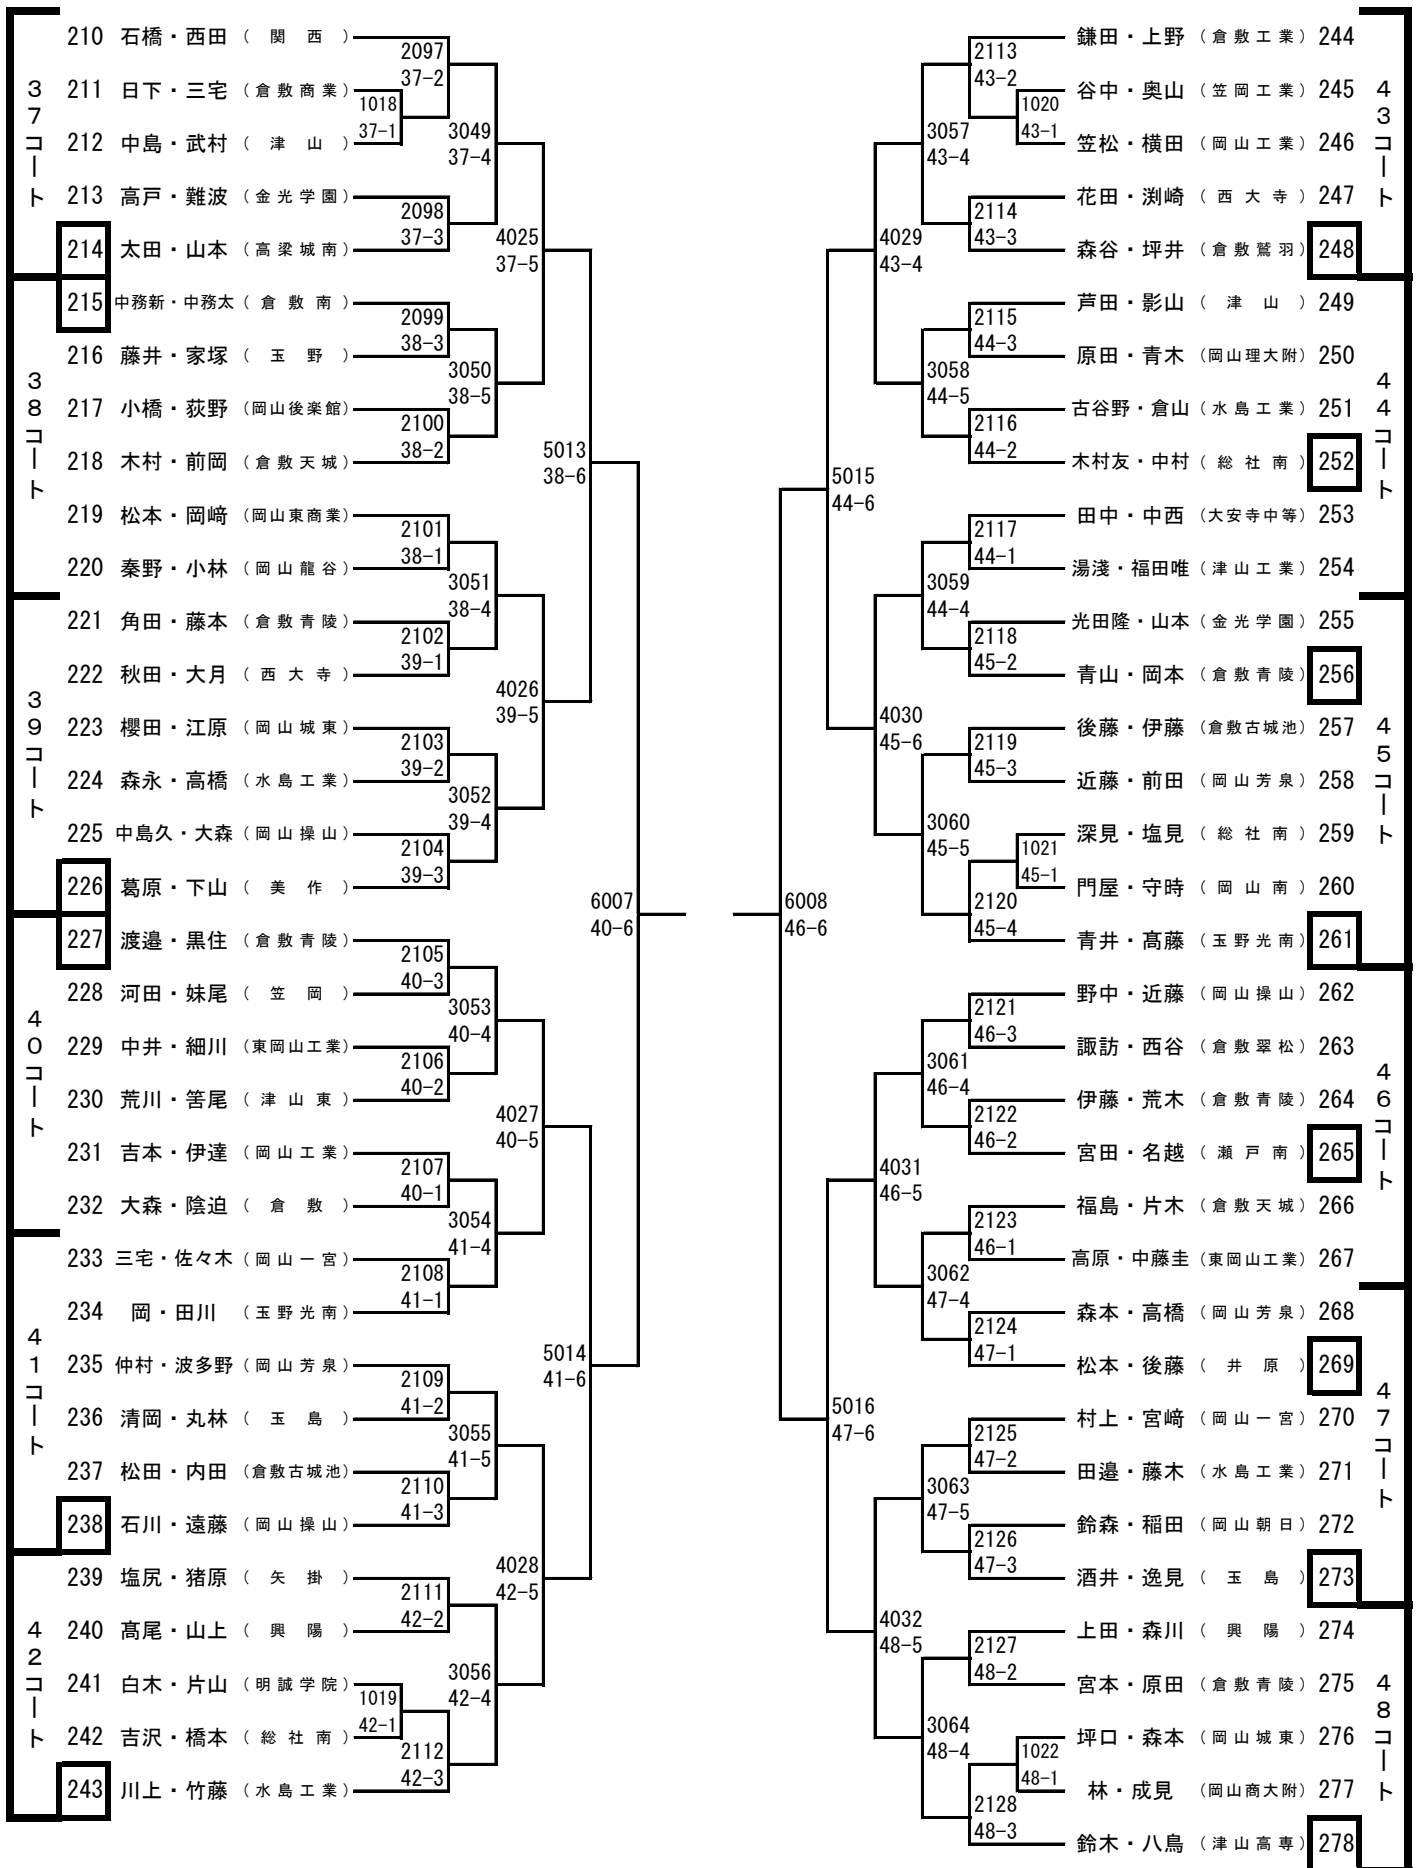 37コート
210 石橋・西田 （ 関 西 ）
211 日下・三宅 （倉敷商業）
212 中島・武村 （ 津 山 ）
213 高戸・難波 （金光学園）
214 太田・山本 （高梁城南）
38コート
215 中務新・中務太 （ 倉 敷 南 ）
216 藤井・家塚 （ 玉 野 ）
217 小橋・荻野 （岡山後楽館）
218 木村・前岡 （倉敷天城）
219 松本・岡﨑 （岡山東商業）
220 秦野・小林 （岡山龍谷）
39コート
221 角田・藤本 （倉敷青陵）
222 秋田・大月 （ 西 大 寺 ）
223 櫻田・江原 （岡山城東）
224 森永・高橋 （水島工業）
225 中島久・大森 （岡山操山）
226 葛原・下山 （ 美 作 ）
40コート
227 渡邉・黒住 （倉敷青陵）
228 河田・妹尾 （ 笠 岡 ）
229 中井・細川 （東岡山工業）
230 荒川・筈尾 （ 津 山 東 ）
231 吉本・伊達 （岡山工業）
232 大森・陰迫 （ 倉 敷 ）
41コート
233 三宅・佐々木 （岡山一宮）
234 岡・田川 （玉野光南）
235 仲村・波多野 （岡山芳泉）
236 清岡・丸林 （ 玉 島 ）
237 松田・内田 （倉敷古城池）
238 石川・遠藤 （岡山操山）
42コート
239 塩尻・猪原 （ 矢 掛 ）
240 髙尾・山上 （ 興 陽 ）
241 白木・片山 （明誠学院）
242 吉沢・橋本 （ 総 社 南 ）
243 川上・竹藤 （水島工業）
1018
37-1
1019
42-1
2097
37-2
2098
37-3
2099
38-3
2100
38-2
2101
38-1
2102
39-1
2103
39-2
2104
39-3
2105
40-3
2106
40-2
2107
40-1
2108
41-1
2109
41-2
2110
41-3
2111
42-2
2112
42-3
3049
37-4
3050
38-5
3051
38-4
3052
39-4
3053
40-4
3054
41-4
3055
41-5
3056
42-4
4025
37-5
4026
39-5
4027
40-5
4028
42-5
5013
38-6
5014
41-6
6007
40-6
6008
46-6
5015
44-6
5016
47-6
4029
43-4
4030
45-6
4031
46-5
4032
48-5
3057
43-4
3058
44-5
3059
44-4
3060
45-5
3061
46-4
3062
47-4
3063
47-5
3064
48-4
2113
43-2
2114
43-3
2115
44-3
2116
44-2
2117
44-1
2118
45-2
2119
45-3
2120
45-4
2121
46-3
2122
46-2
2123
46-1
2124
47-1
2125
47-2
2126
47-3
2127
48-2
2128
48-3
1020
43-1
1021
45-1
1022
48-1
43コート
鎌田・上野 （倉敷工業） 244
谷中・奥山 （笠岡工業） 245
笠松・横田 （岡山工業） 246
花田・渕崎 （ 西 大 寺 ） 247
森谷・坪井 （倉敷鷲羽） 248
44コート
芦田・影山 （ 津 山 ） 249
原田・青木 （岡山理大附） 250
古谷野・倉山 （水島工業） 251
木村友・中村 （ 総 社 南 ） 252
田中・中西 （大安寺中等） 253
湯淺・福田唯 （津山工業） 254
45コート
光田隆・山本 （金光学園） 255
青山・岡本 （倉敷青陵） 256
後藤・伊藤 （倉敷古城池） 257
近藤・前田 （岡山芳泉） 258
深見・塩見 （ 総 社 南 ） 259
門屋・守時 （ 岡 山 南 ） 260
青井・髙藤 （玉野光南） 261
46コート
野中・近藤 （岡山操山） 262
諏訪・西谷 （倉敷翠松） 263
伊藤・荒木 （倉敷青陵） 264
宮田・名越 （ 瀬 戸 南 ） 265
福島・片木 （倉敷天城） 266
高原・中藤圭 （東岡山工業） 267
47コート
森本・高橋 （岡山芳泉） 268
松本・後藤 （ 井 原 ） 269
村上・宮﨑 （岡山一宮） 270
田邉・藤木 （水島工業） 271
鈴森・稲田 （岡山朝日） 272
酒井・逸見 （ 玉 島 ） 273
48コート
上田・森川 （ 興 陽 ） 274
宮本・原田 （倉敷青陵） 275
坪口・森本 （岡山城東） 276
林・成見 （岡山商大附） 277
鈴木・八鳥 （津山高専） 278